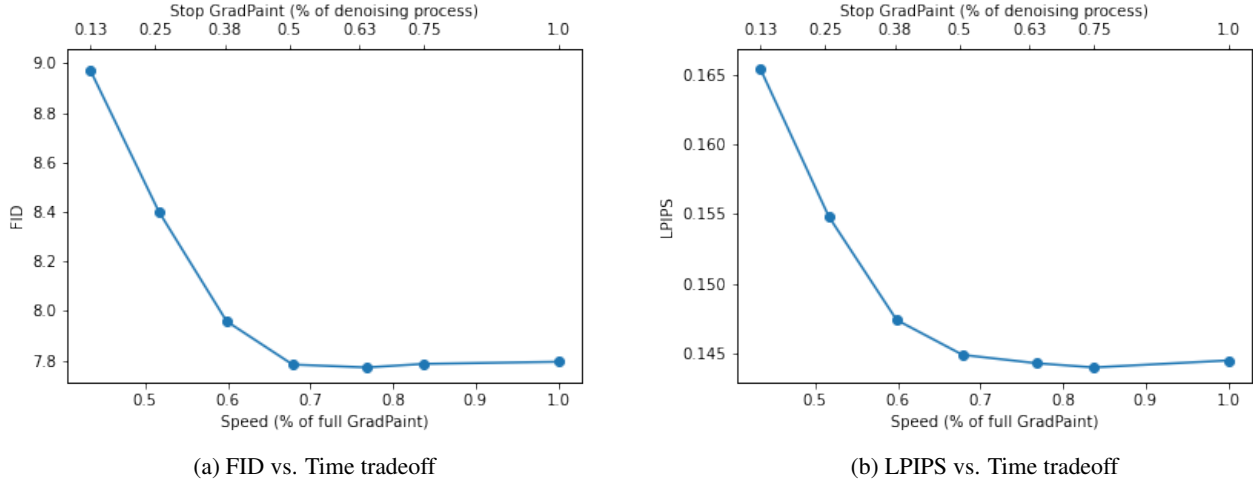 Stop GradPaint (% of denoising process)
0.13 0.25 0.38 0.5 0.63 0.75 1.0
9.0
8.8
8.6
8.4
8.2
8.0
7.8
FID
0.5 0.6 0.7 0.8 0.9 1.0
Speed (% of full GradPaint)
(a) FID vs. Time tradeoff
Stop GradPaint (% of denoising process)
0.13 0.25 0.38 0.5 0.63 0.75 1.0
0.165
0.160
0.155
0.150
0.145
LPIPS
0.5 0.6 0.7 0.8 0.9 1.0
Speed (% of full GradPaint)
(b) LPIPS vs. Time tradeoff